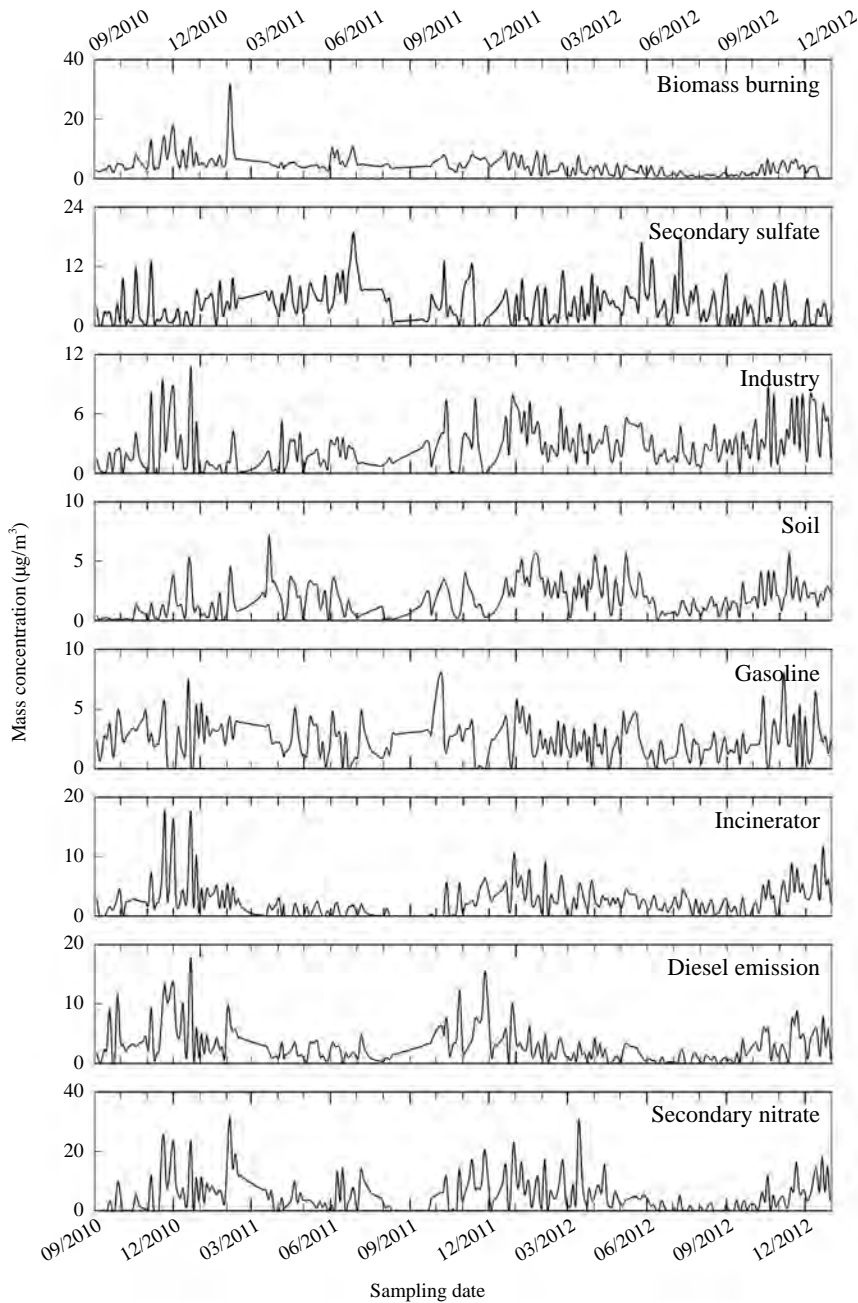 09/2010 12/2010 03/2011 06/2011 09/2011 12/2011 03/2012 06/2012 09/2012 12/2012
40
Biomass burning
20
0
24
Secondary sulfate
12
0
12
Industry
6
0
10
Soil
5
0
10
Gasoline
5
0
20
Incinerator
10
0
20
Diesel emission
10
0
40
Secondary nitrate
20
0
09/2010 12/2010 03/2011 06/2011 09/2011 12/2011 03/2012 06/2012 09/2012 12/2012
Sampling date
Mass concentration (μg/m³)